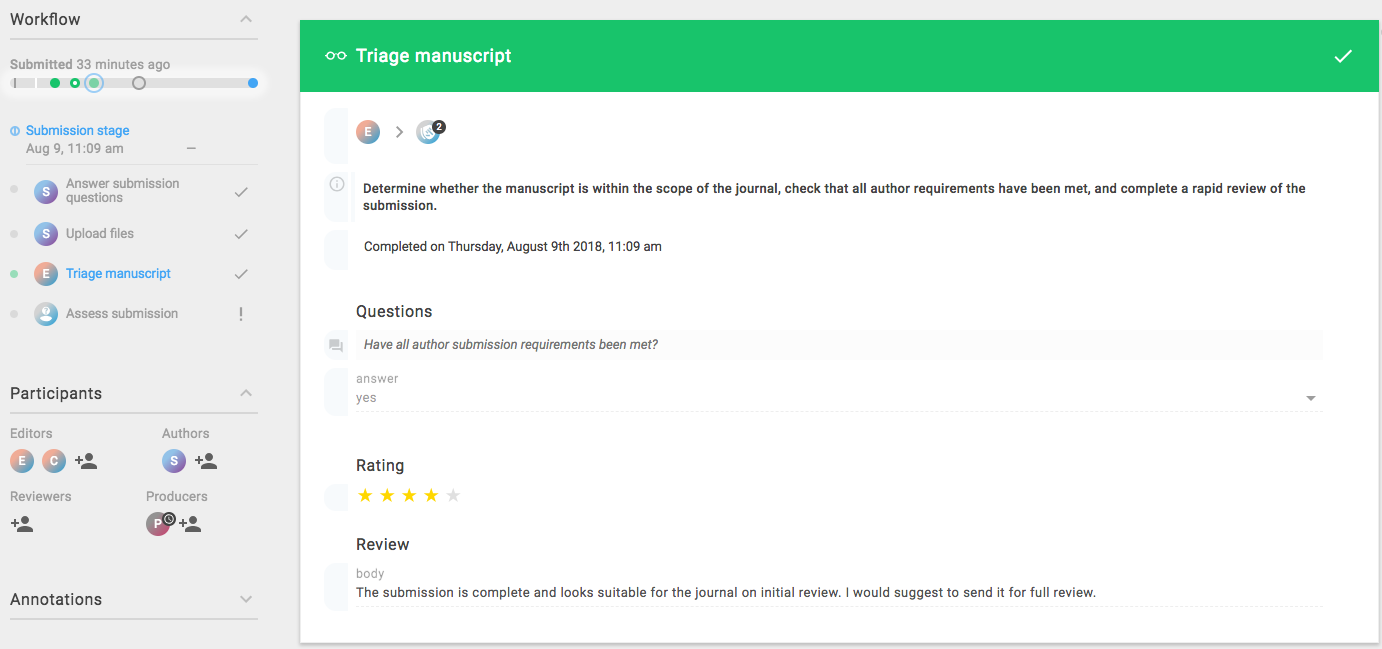 Workflow
Submitted 33 minutes ago
Submission stage
Aug 9, 11:09 am
S
Answer submission
questions
S
Upload files
E
Triage manuscript
Assess submission
!
Participants
Editors
Authors
E
C
S
Reviewers
Producers
P
Annotations
Triage manuscript
E
2
Determine whether the manuscript is within the scope of the journal, check that all author requirements have been met, and complete a rapid review of the
submission.
Completed on Thursday, August 9th 2018, 11:09 am
Questions
Have all author submission requirements been met?
answer
yes
Rating
Review
body
The submission is complete and looks suitable for the journal on initial review. I would suggest to send it for full review.